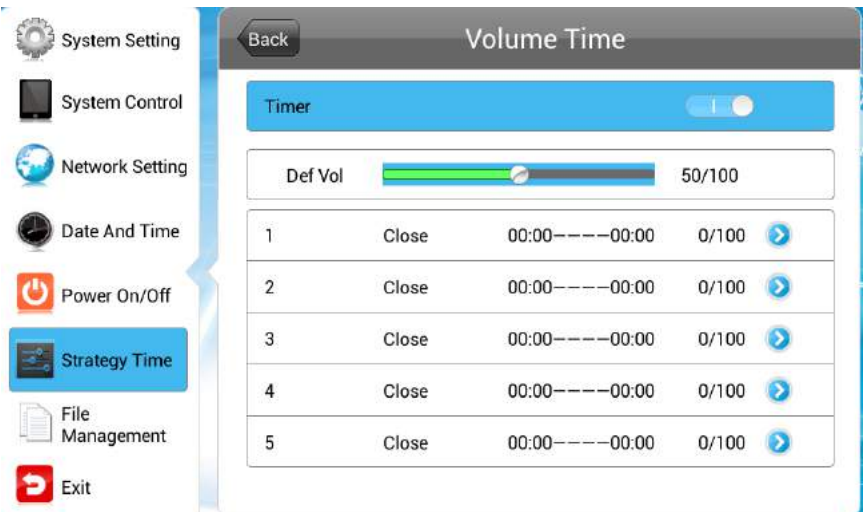 System Setting
System Control
Network Setting
Date And Time
Power On/Off
Strategy Time
File
Management
Exit
Back
Volume Time
Timer
Def Vol 50/100
1 Close 00:00----00:00 0/100
2 Close 00:00----00:00 0/100
3 Close 00:00----00:00 0/100
4 Close 00:00----00:00 0/100
5 Close 00:00----00:00 0/100